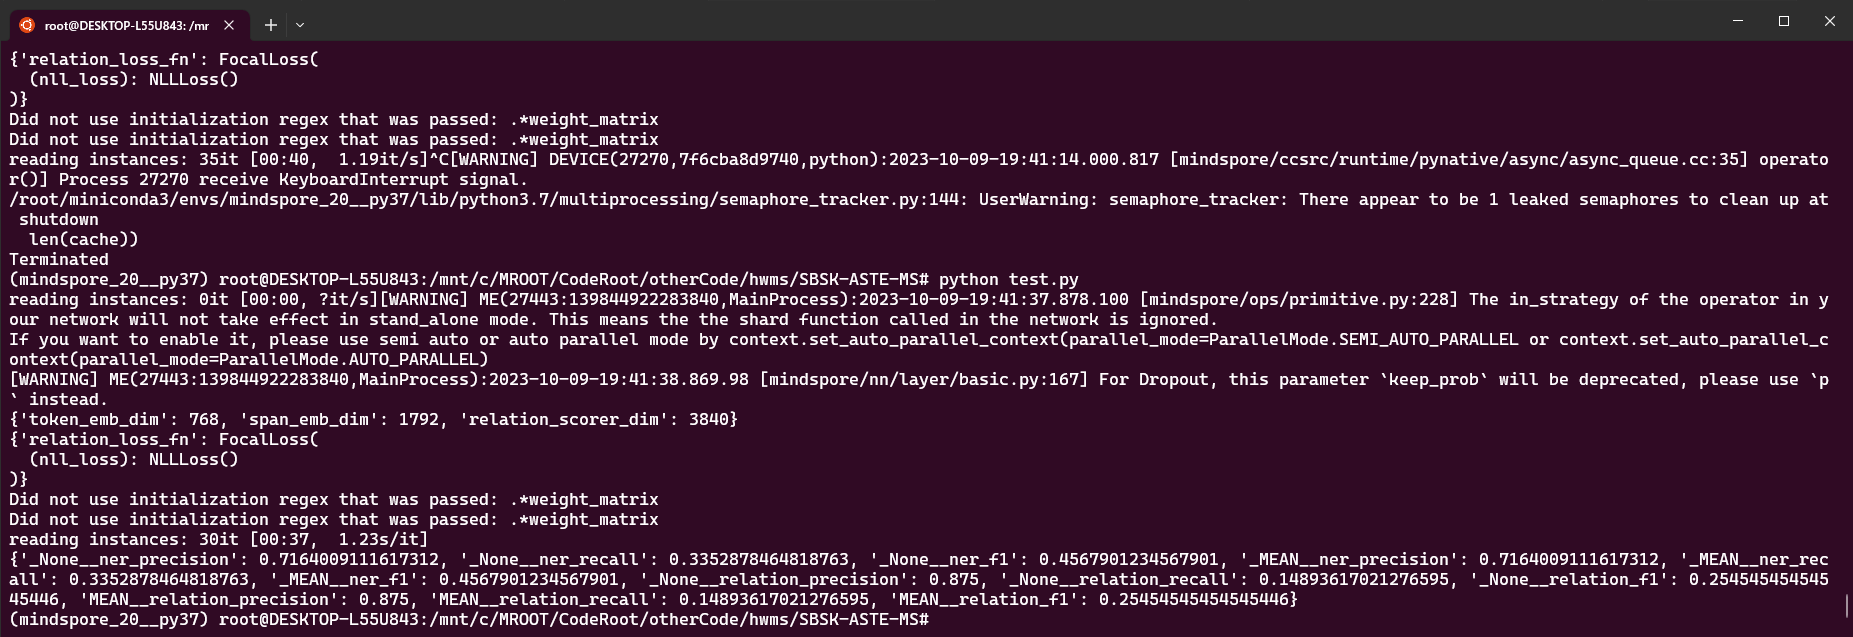 root@DESKTOP-L55U843: /mr
{'relation_loss_fn': FocalLoss(
  (nll_loss): NLLLoss()
)}
Did not use initialization regex that was passed: .*weight_matrix
Did not use initialization regex that was passed: .*weight_matrix
reading instances: 35it [00:40,  1.19it/s]^C[WARNING] DEVICE(27270,7f6cba8d9740,python):2023-10-09-19:41:14.000.817 [mindspore/ccsrc/runtime/pynative/async/async_queue.cc:35] operato
r()] Process 27270 receive KeyboardInterrupt signal.
/root/miniconda3/envs/mindspore_20__py37/lib/python3.7/multiprocessing/semaphore_tracker.py:144: UserWarning: semaphore_tracker: There appear to be 1 leaked semaphores to clean up at
 shutdown
  len(cache))
Terminated
(mindspore_20__py37) root@DESKTOP-L55U843:/mnt/c/MROOT/CodeRoot/otherCode/hwms/SBSK-ASTE-MS# python test.py
reading instances: 0it [00:00, ?it/s][WARNING] ME(27443:139844922283840,MainProcess):2023-10-09-19:41:37.878.100 [mindspore/ops/primitive.py:228] The in_strategy of the operator in y
our network will not take effect in stand_alone mode. This means the the shard function called in the network is ignored.
If you want to enable it, please use semi auto or auto parallel mode by context.set_auto_parallel_context(parallel_mode=ParallelMode.SEMI_AUTO_PARALLEL or context.set_auto_parallel_c
ontext(parallel_mode=ParallelMode.AUTO_PARALLEL)
[WARNING] ME(27443:139844922283840,MainProcess):2023-10-09-19:41:38.869.98 [mindspore/nn/layer/basic.py:167] For Dropout, this parameter `keep_prob` will be deprecated, please use `p
` instead.
{'token_emb_dim': 768, 'span_emb_dim': 1792, 'relation_scorer_dim': 3840}
{'relation_loss_fn': FocalLoss(
  (nll_loss): NLLLoss()
)}
Did not use initialization regex that was passed: .*weight_matrix
Did not use initialization regex that was passed: .*weight_matrix
reading instances: 30it [00:37,  1.23s/it]
{'_None__ner_precision': 0.7164009111617312, '_None__ner_recall': 0.3352878464818763, '_None__ner_f1': 0.4567901234567901, '_MEAN__ner_precision': 0.7164009111617312, '_MEAN__ner_rec
all': 0.3352878464818763, '_MEAN__ner_f1': 0.4567901234567901, '_None__relation_precision': 0.875, '_None__relation_recall': 0.14893617021276595, '_None__relation_f1': 0.254545454545
45446, 'MEAN__relation_precision': 0.875, 'MEAN__relation_recall': 0.14893617021276595, 'MEAN__relation_f1': 0.25454545454545446}
(mindspore_20__py37) root@DESKTOP-L55U843:/mnt/c/MROOT/CodeRoot/otherCode/hwms/SBSK-ASTE-MS#